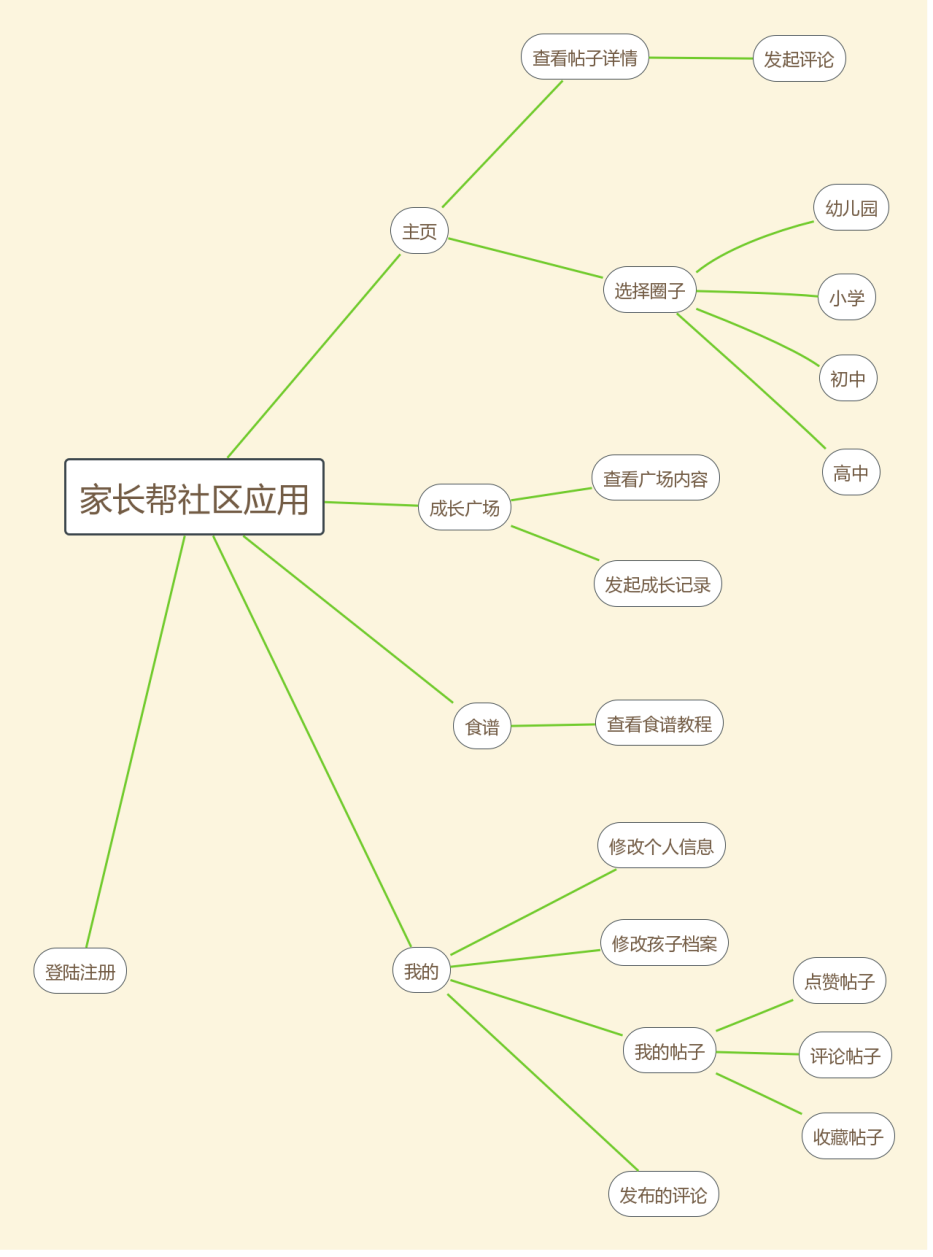 家长帮社区应用
主页
查看帖子详情
发起评论
选择圈子
幼儿园
小学
初中
高中
成长广场
查看广场内容
发起成长记录
食谱
查看食谱教程
我的
修改个人信息
修改孩子档案
我的帖子
点赞帖子
评论帖子
收藏帖子
发布的评论
登陆注册